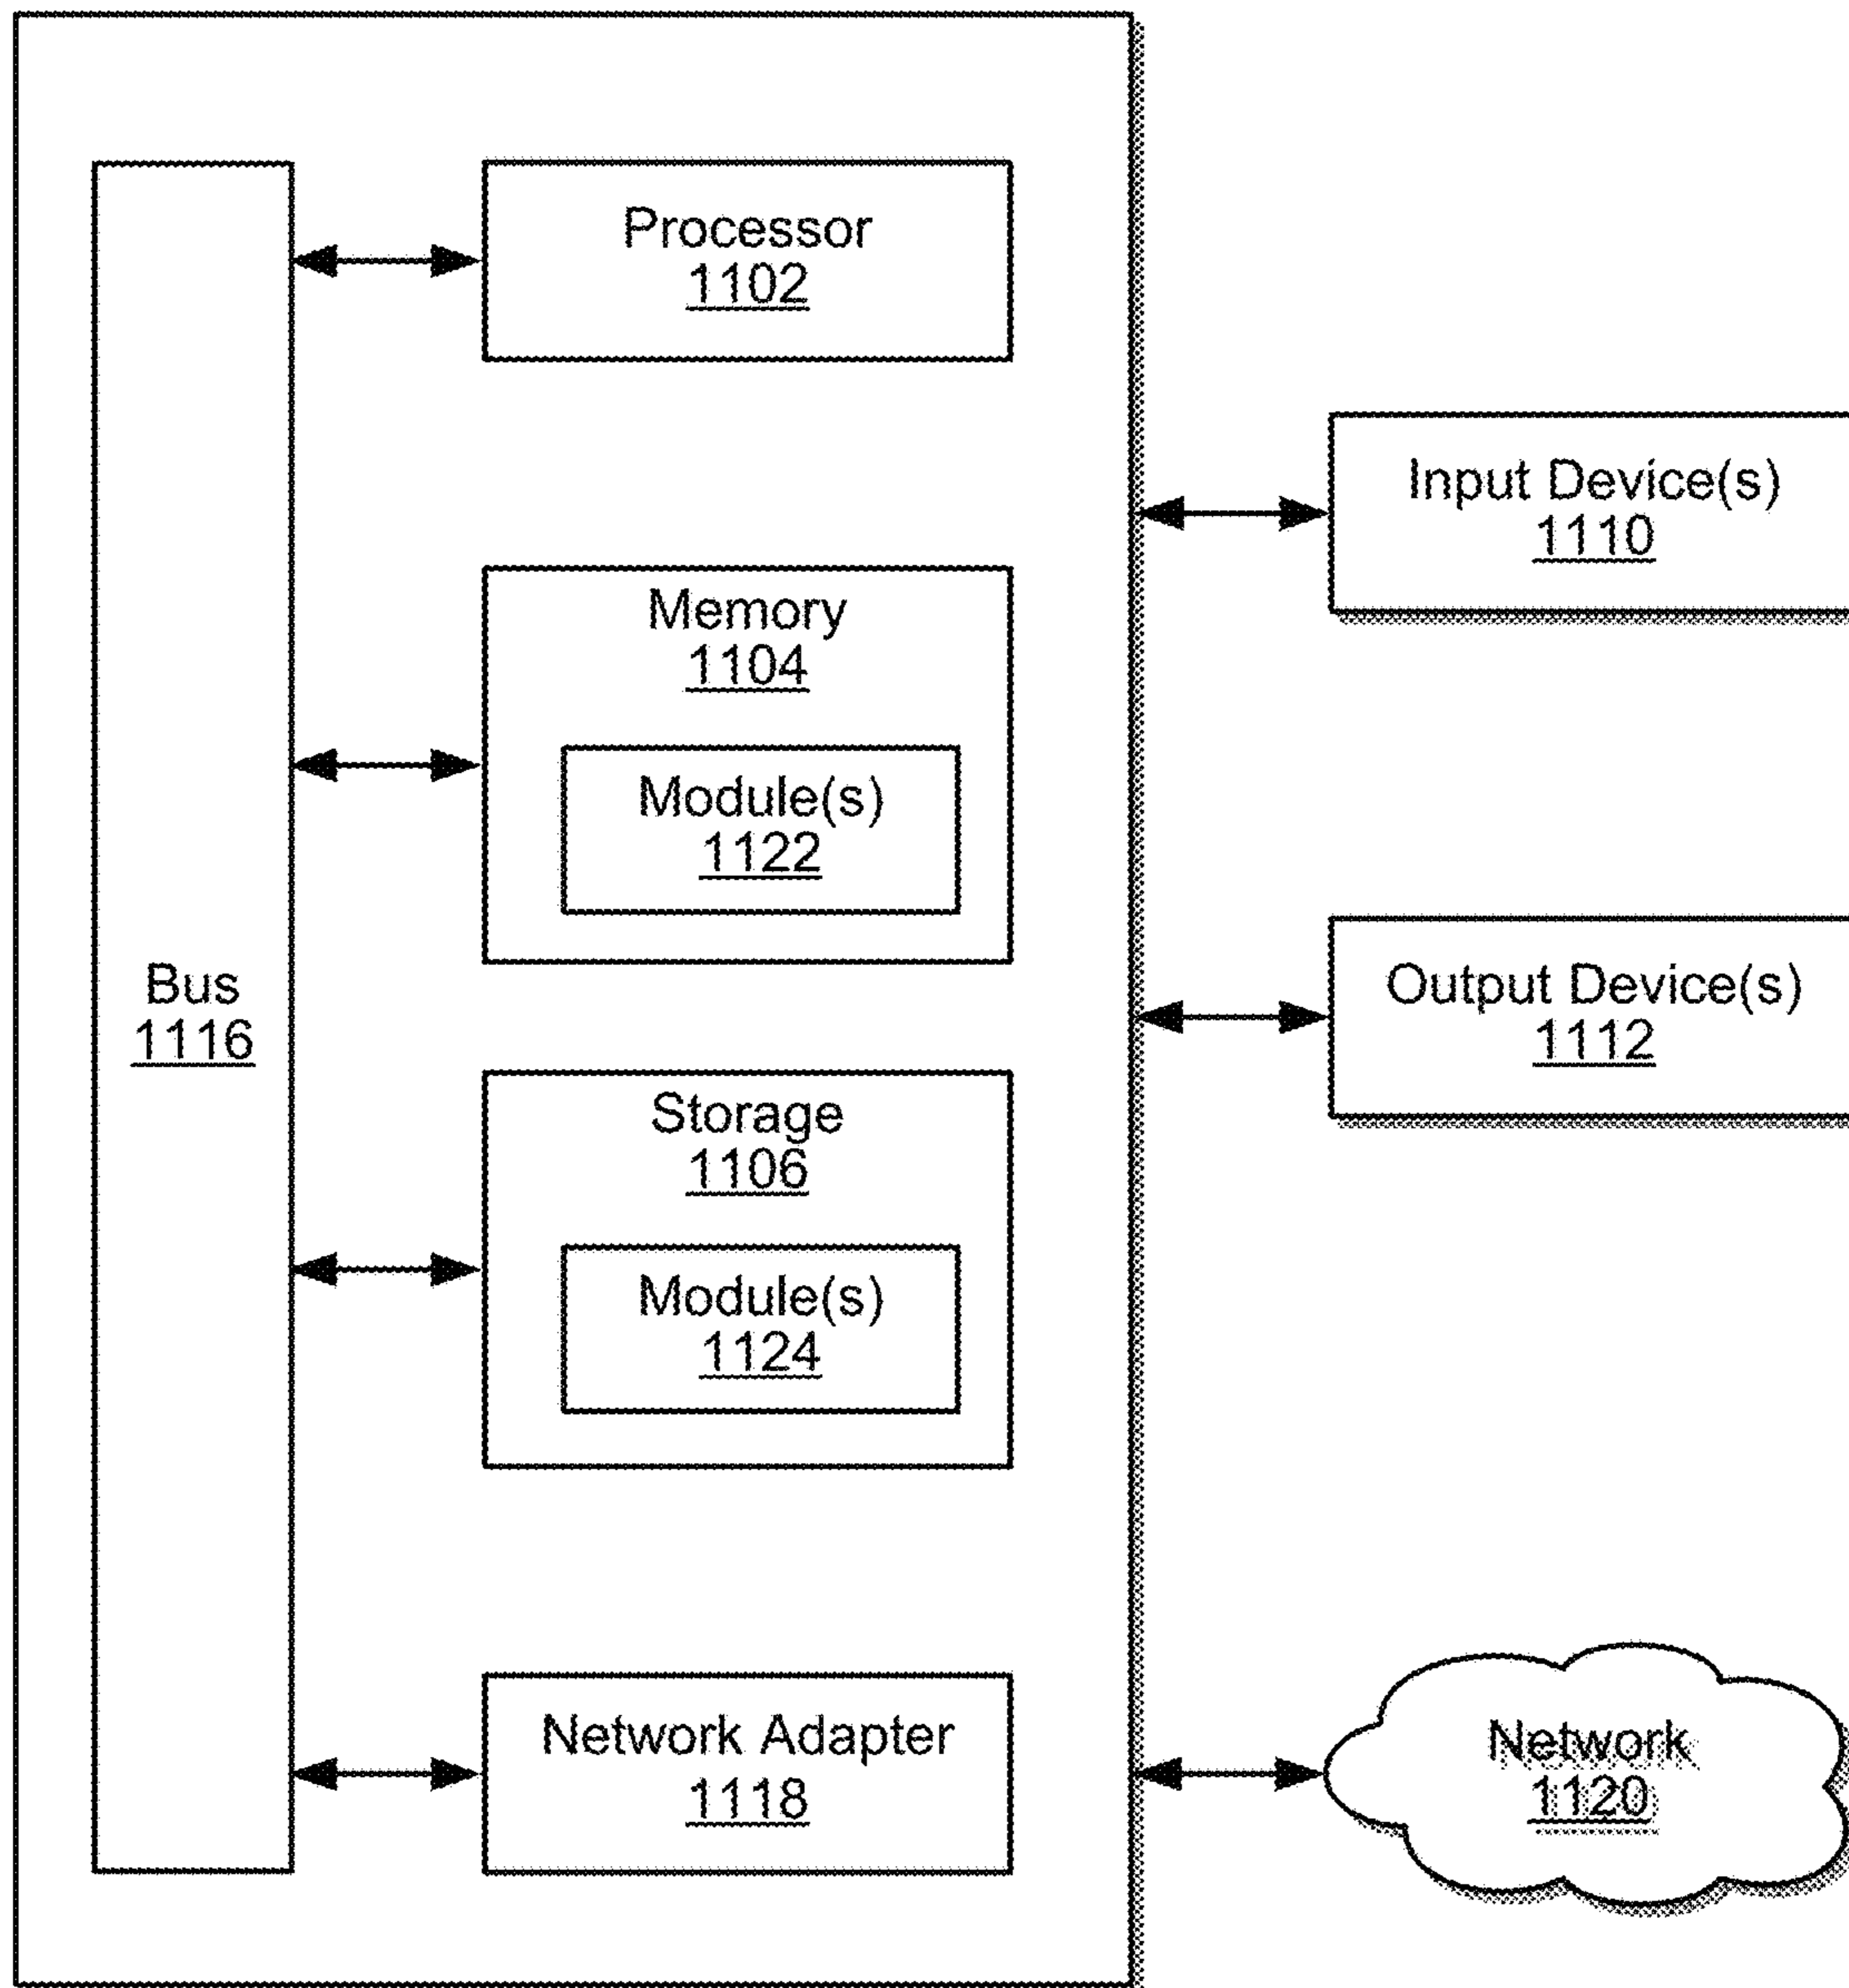 Processor
1102
Input Device(s)
1110
Memory
1104
Module(s)
1122
Bus
1116
Output Device(s)
1112
Storage
1106
Module(s)
1124
Network Adapter
1118
Network
1120